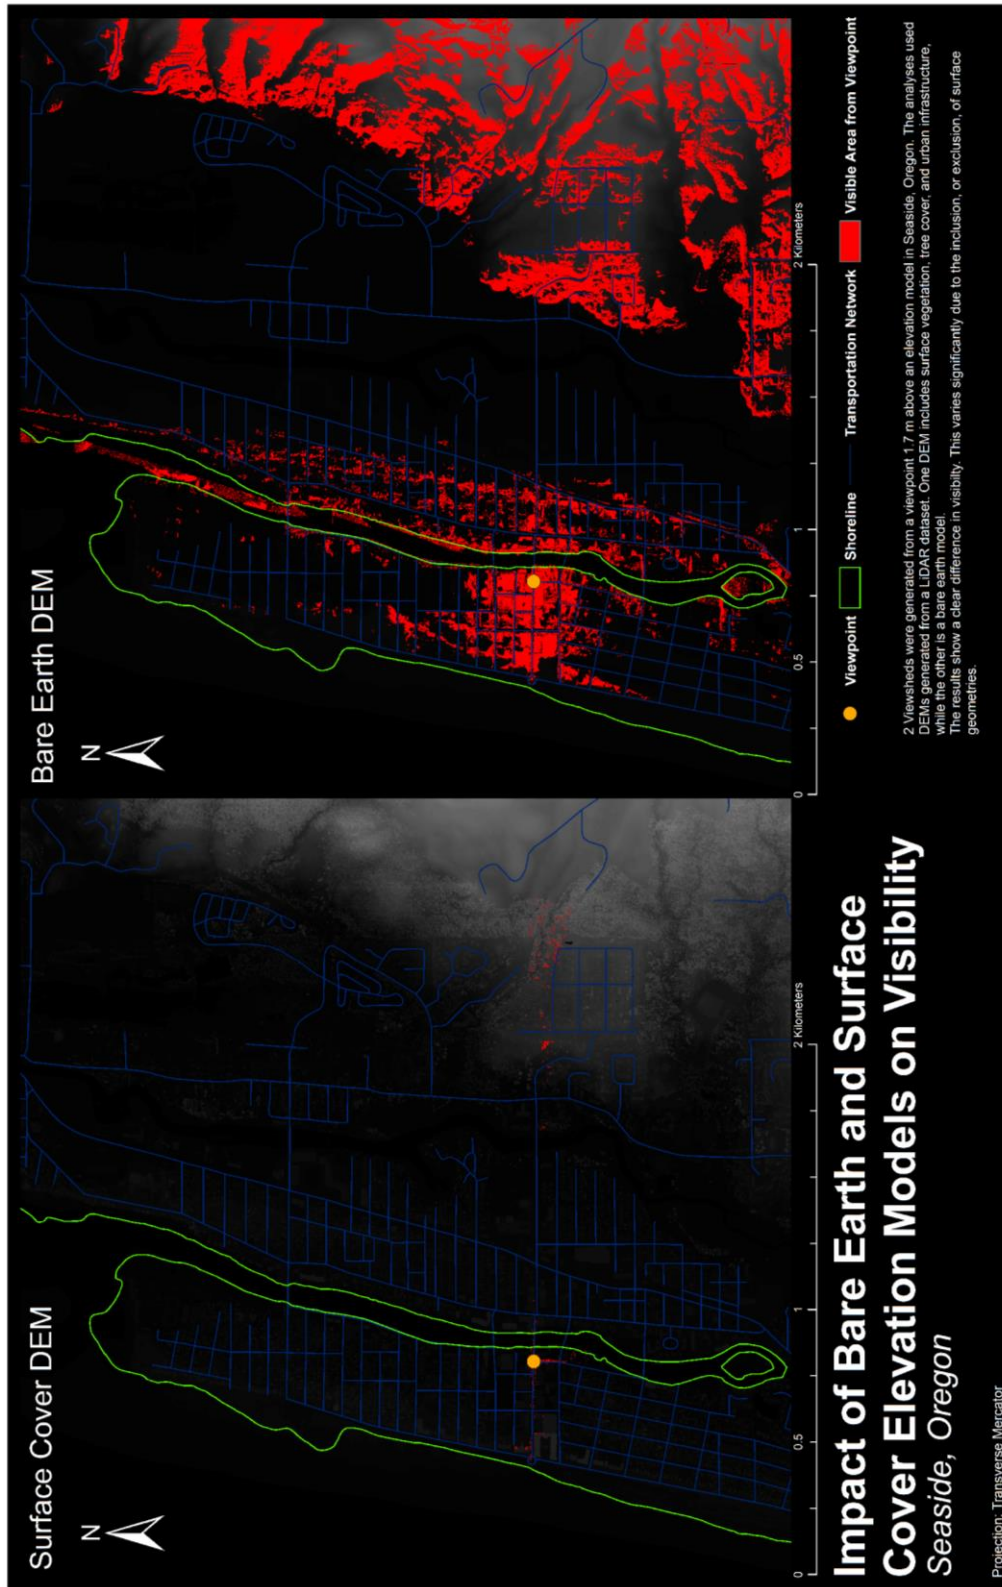 Surface Cover DEM
N
0
0.5
1
2 Kilometers
Bare Earth DEM
N
0
0.5
1
2 Kilometers
Impact of Bare Earth and Surface
Cover Elevation Models on Visibility
Seaside, Oregon
Projection: Transverse Mercator
Viewpoint
Shoreline
Transportation Network
Visible Area from Viewpoint
2 Viewsheds were generated from a viewpoint 1.7 m above an elevation model in Seaside, Oregon. The analyses used
DEMs generated from a LiDAR dataset. One DEM includes surface vegetation, tree cover, and urban infrastructure,
while the other is a bare earth model.
The results show a clear difference in visibilty. This varies significantly due to the inclusion, or exclusion, of surface
geometries.